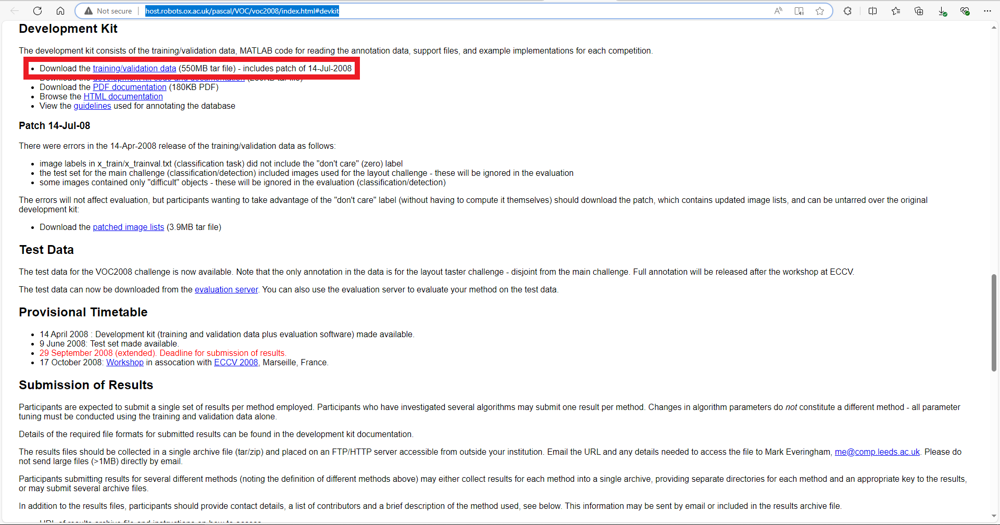 Not secure
host.robots.ox.ac.uk/pascal/VOC/voc2008/index.html#devkit
Development Kit
The development kit consists of the training/validation data, MATLAB code for reading the annotation data, support files, and example implementations for each competition.
Download the training/validation data (550MB tar file) - includes patch of 14-Jul-2008
Download the development kit code and documentation
Download the PDF documentation (180KB PDF)
Browse the HTML documentation
View the guidelines used for annotating the database
Patch 14-Jul-08
There were errors in the 14-Apr-2008 release of the training/validation data as follows:
image labels in x_train/x_trainval.txt (classification task) did not include the "don't care" (zero) label
the test set for the main challenge (classification/detection) included images used for the layout challenge - these will be ignored in the evaluation
some images contained only "difficult" objects - these will be ignored in the evaluation (classification/detection)
The errors will not affect evaluation, but participants wanting to take advantage of the "don't care" label (without having to compute it themselves) should download the patch, which contains updated image lists, and can be untarred over the original
development kit:
Download the patched image lists (3.9MB tar file)
Test Data
The test data for the VOC2008 challenge is now available. Note that the only annotation in the data is for the layout taster challenge - disjoint from the main challenge. Full annotation will be released after the workshop at ECCV.
The test data can now be downloaded from the evaluation server. You can also use the evaluation server to evaluate your method on the test data.
Provisional Timetable
14 April 2008 : Development kit (training and validation data plus evaluation software) made available.
9 June 2008: Test set made available.
29 September 2008 (extended). Deadline for submission of results.
17 October 2008: Workshop in assocation with ECCV 2008, Marseille, France.
Submission of Results
Participants are expected to submit a single set of results per method employed. Participants who have investigated several algorithms may submit one result per method. Changes in algorithm parameters do not constitute a different method - all parameter
tuning must be conducted using the training and validation data alone.
Details of the required file formats for submitted results can be found in the development kit documentation.
The results files should be collected in a single archive file (tar/zip) and placed on an FTP/HTTP server accessible from outside your institution. Email the URL and any details needed to access the file to Mark Everingham, me@comp.leeds.ac.uk. Please do
not send large files (>1MB) directly by email.
Participants submitting results for several different methods (noting the definition of different methods above) may either collect results for each method into a single archive, providing separate directories for each method and an appropriate key to the results,
or may submit several archive files.
In addition to the results files, participants should provide contact details, a list of contributors and a brief description of the method used, see below. This information may be sent by email or included in the results archive file.
URL of results archive file and instructions on how to access